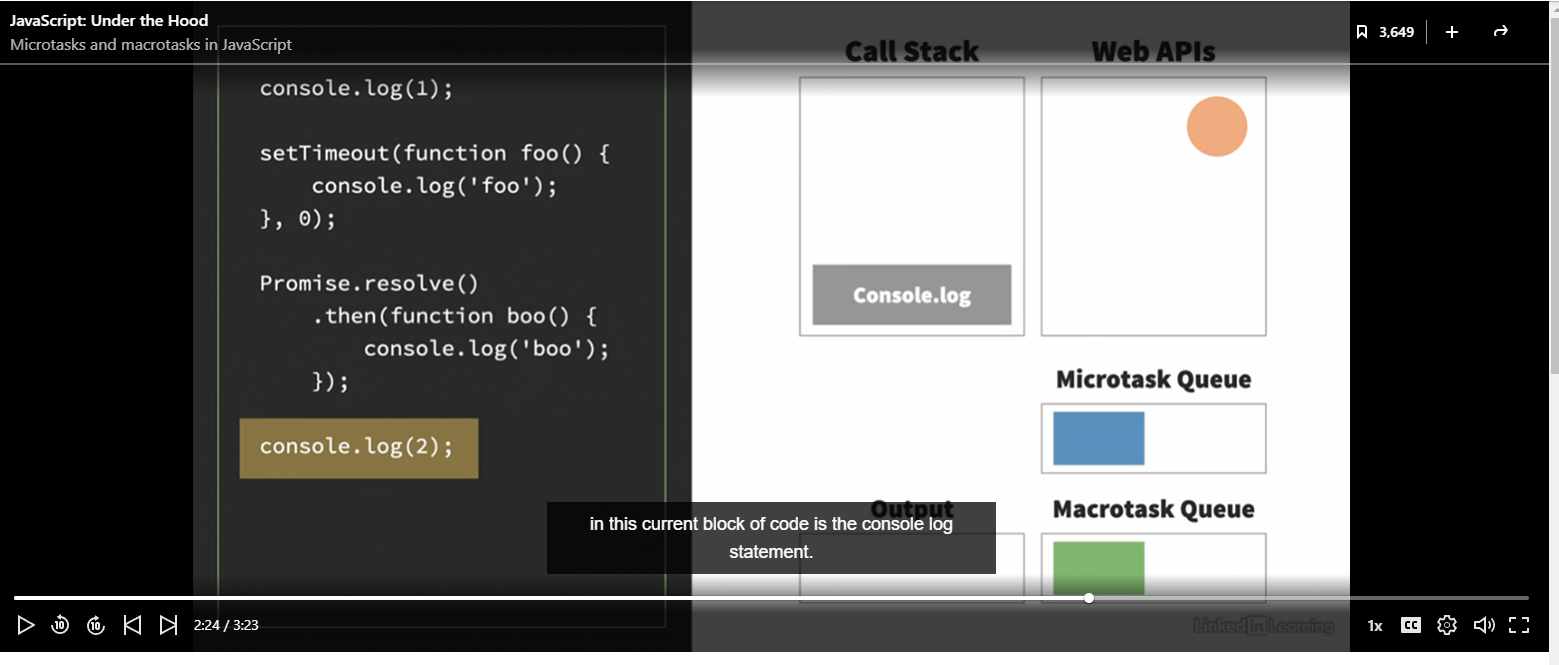 JavaScript: Under the Hood
Microtasks and macrotasks in JavaScript
3,649
console.log(1);
setTimeout(function foo() {
console.log('foo');
}, 0);
Promise.resolve()
.then(function boo() {
console.log('boo');
});
console.log(2);
Call Stack
Web APIs
Console.log
Microtask Queue
Output
Macrotask Queue
in this current block of code is the console log
statement.
LinkedIn Learning
10
10
2:24 / 3:23
1x
CC